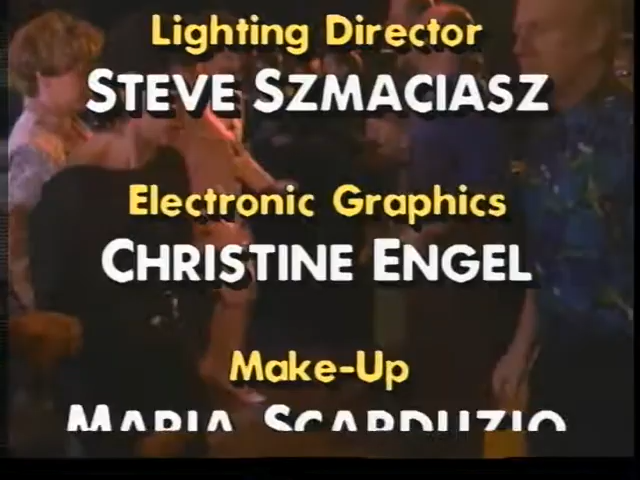 Lighting Director
STEVE SZMACIASZ
Electronic Graphics
CHRISTINE ENGEL
Make-Up
MARIA SCARDUZIO